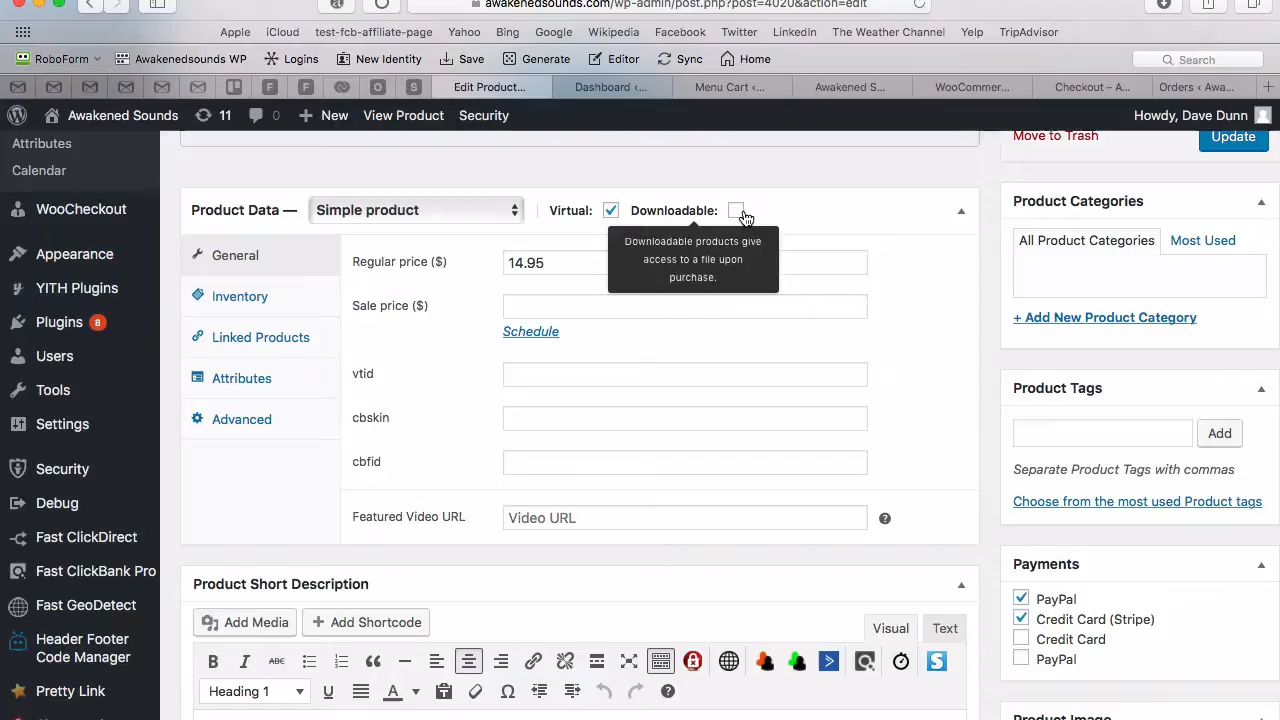 awakenedsounds.com/wp-admin/post.php?post=4020&action=edit
Apple iCloud test-fcb-affiliate-page Yahoo Bing Google Wikipedia Facebook Twitter LinkedIn The Weather Channel Yelp TripAdvisor
RoboForm Awakenedsounds WP Logins New Identity Save Generate Editor Sync Home Search
F F O S Edit Product... Dashboard ‹... Menu Cart ‹... Awakened S... WooCommer... Checkout – A... Orders ‹ Awa...
Awakened Sounds 11 0 New View Product Security Howdy, Dave Dunn
Attributes
Calendar
WooCheckout
Appearance
YITH Plugins
Plugins 8
Users
Tools
Settings
Security
Debug
Fast ClickDirect
Fast ClickBank Pro
Fast GeoDetect
Header Footer
Code Manager
Pretty Link
Product Data — Simple product Virtual: Downloadable:
Downloadable products give
access to a file upon
purchase.
General
Inventory
Linked Products
Attributes
Advanced
Regular price ($) 14.95
Sale price ($)
Schedule
vtid
cbskin
cbfid
Featured Video URL Video URL
Product Short Description
Add Media Add Shortcode Visual Text
B I ABC
Heading 1 U A
Move to Trash Update
Product Categories
All Product Categories Most Used
+ Add New Product Category
Product Tags
Add
Separate Product Tags with commas
Choose from the most used Product tags
Payments
PayPal
Credit Card (Stripe)
Credit Card
PayPal
Product Image